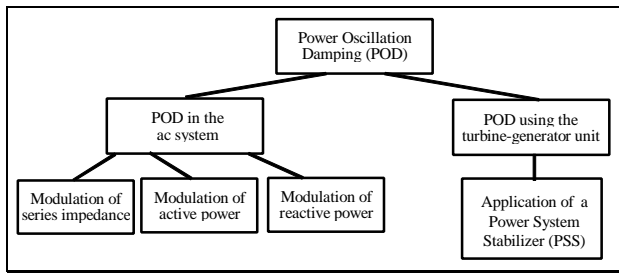 Power Oscillation
Damping (POD)
POD in the
ac system
POD using the
turbine-generator unit
Modulation of
series impedance
Modulation of
active power
Modulation of
reactive power
Application of a
Power System
Stabilizer (PSS)